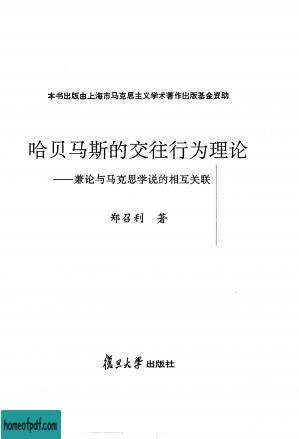 本书出版由上海市马克思主义学术著作出版基金资助
哈贝马斯的交往行为理论
——兼论与马克思学说的相互关联
郑召利 著
復旦大学出版社
homeofpdf.com